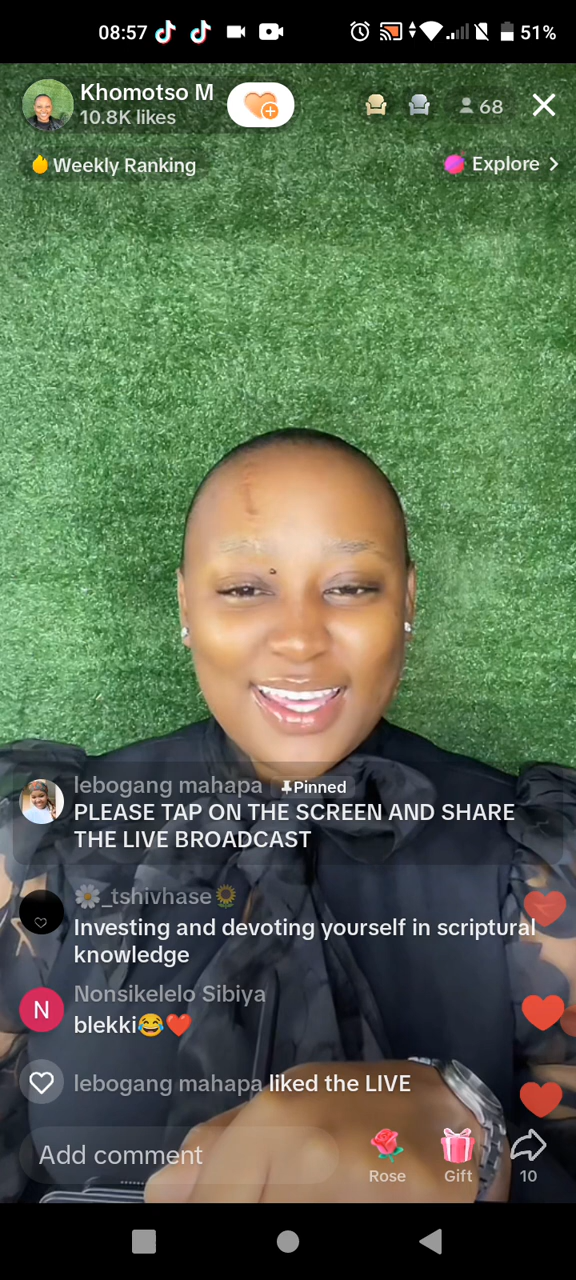 08:57
51%
Khomotso M
10.8K likes
68
Weekly Ranking
Explore
lebogang mahapa Pinned
PLEASE TAP ON THE SCREEN AND SHARE
THE LIVE BROADCAST
🌼_tshivhase🌻
Investing and devoting yourself in scriptural
knowledge
N
Nonsikelelo Sibiya
blekki😂❤️
lebogang mahapa liked the LIVE
Add comment
Rose
Gift
10